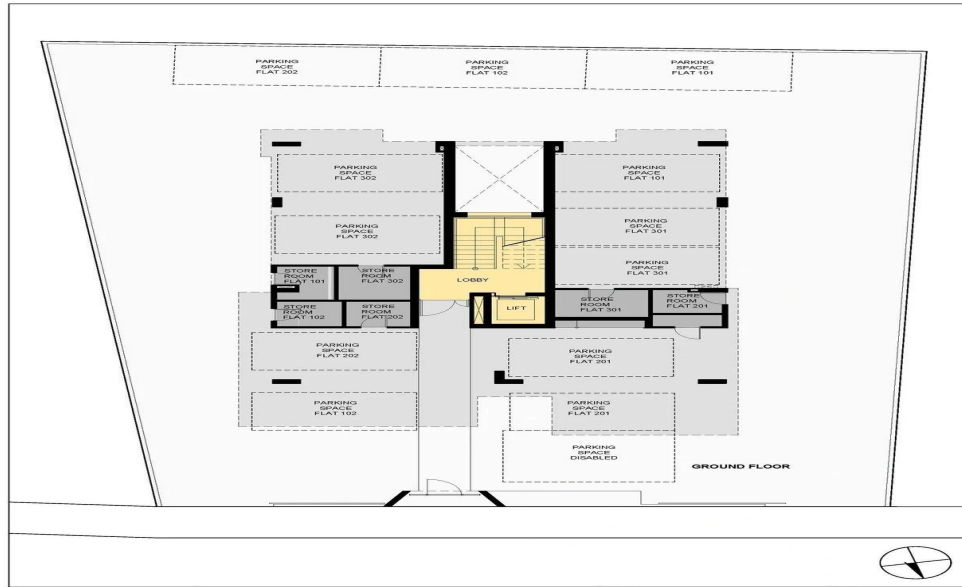 PARKING
SPACE
FLAT 202
PARKING
SPACE
FLAT 102
PARKING
SPACE
FLAT 101
PARKING
SPACE
FLAT 302
PARKING
SPACE
FLAT 101
PARKING
SPACE
FLAT 302
PARKING
SPACE
FLAT 301
PARKING
SPACE
FLAT 301
STORE
ROOM
FLAT 101
STORE
ROOM
FLAT 302
LOBBY
STORE
ROOM
FLAT 102
STORE
ROOM
FLAT 202
LIFT
STORE
ROOM
FLAT 301
STORE
ROOM
FLAT 201
PARKING
SPACE
FLAT 202
PARKING
SPACE
FLAT 201
PARKING
SPACE
FLAT 102
PARKING
SPACE
FLAT 201
PARKING
SPACE
DISABLED
GROUND FLOOR